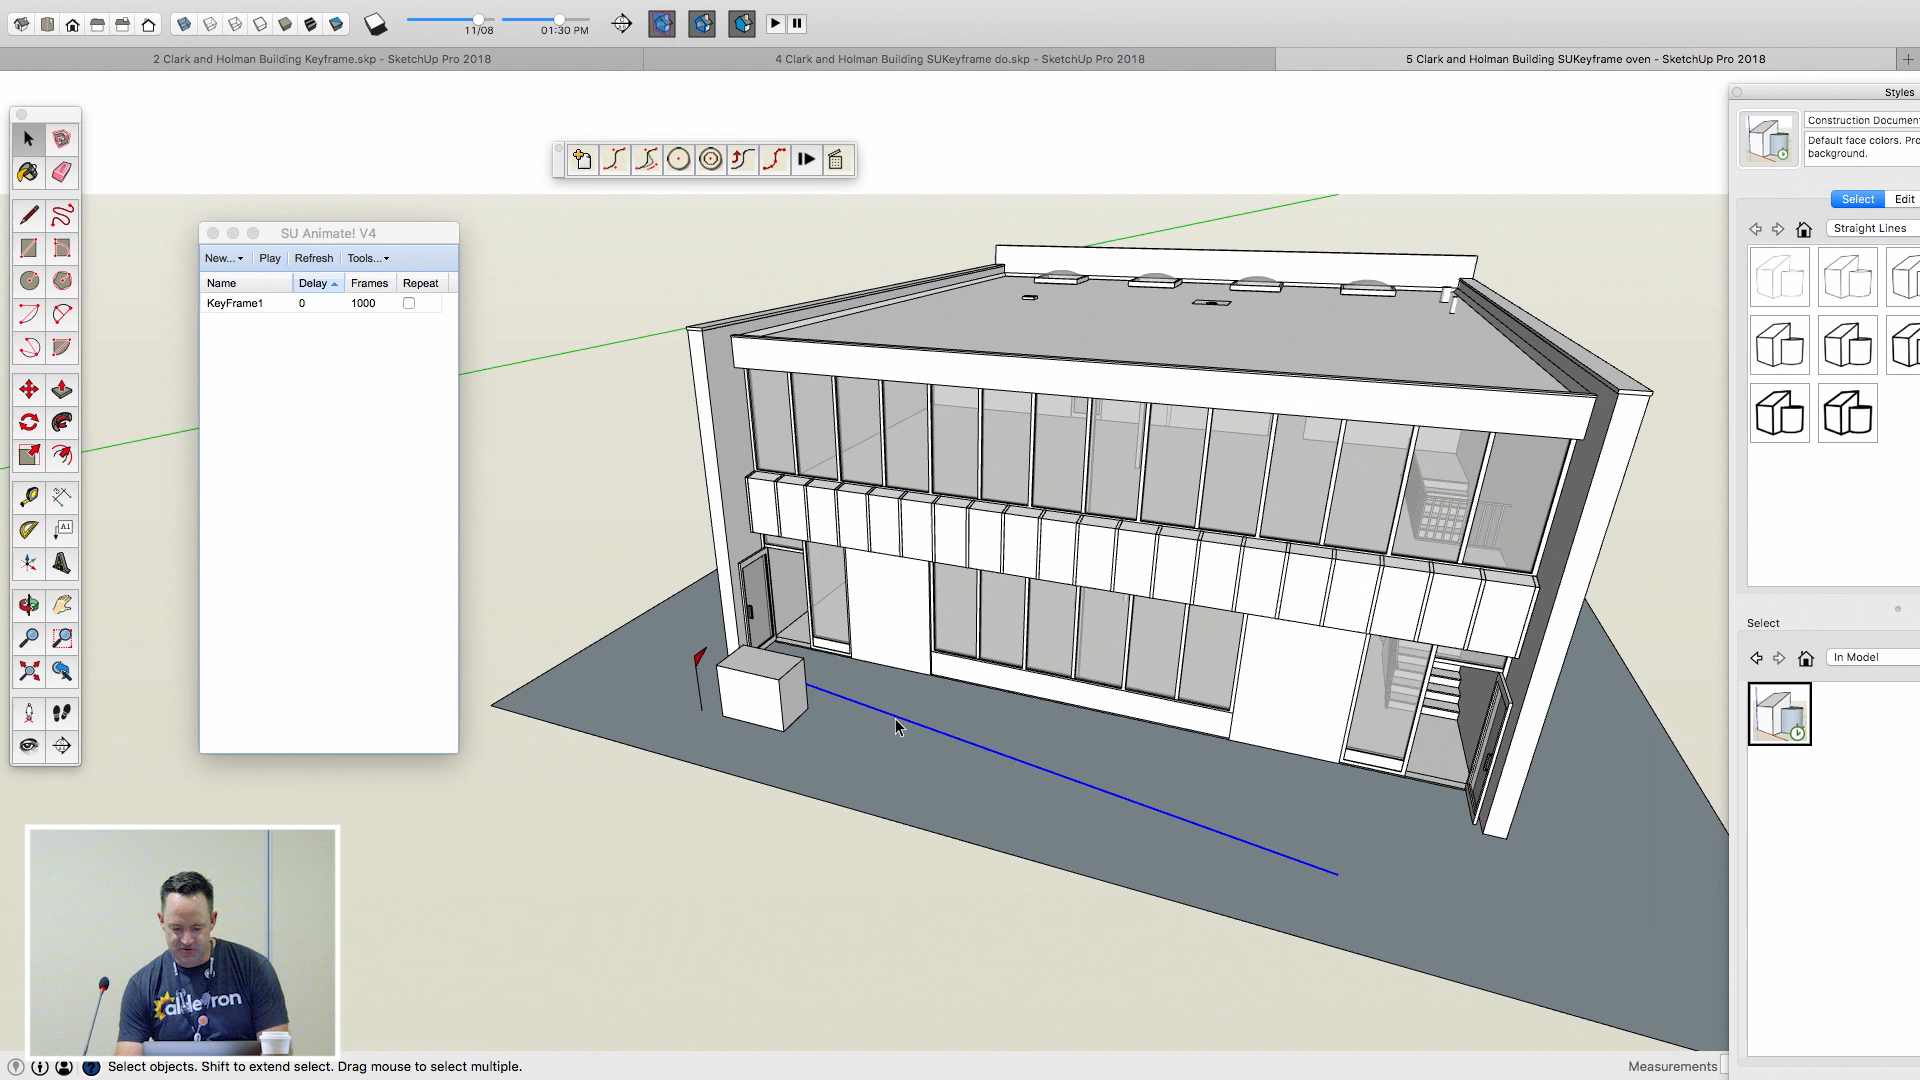 11/08
01:30 PM
2 Clark and Holman Building Keyframe.skp - SketchUp Pro 2018
4 Clark and Holman Building SUKeyframe do.skp - SketchUp Pro 2018
5 Clark and Holman Building SUKeyframe oven - SketchUp Pro 2018
Styles
Construction Document
Default face colors. Pro
background.
Select
Edit
Straight Lines
SU Animate! V4
New...
Play
Refresh
Tools...
Name
Delay
Frames
Repeat
KeyFrame1
0
1000
A1
Select
In Model
Select objects. Shift to extend select. Drag mouse to select multiple.
Measurements